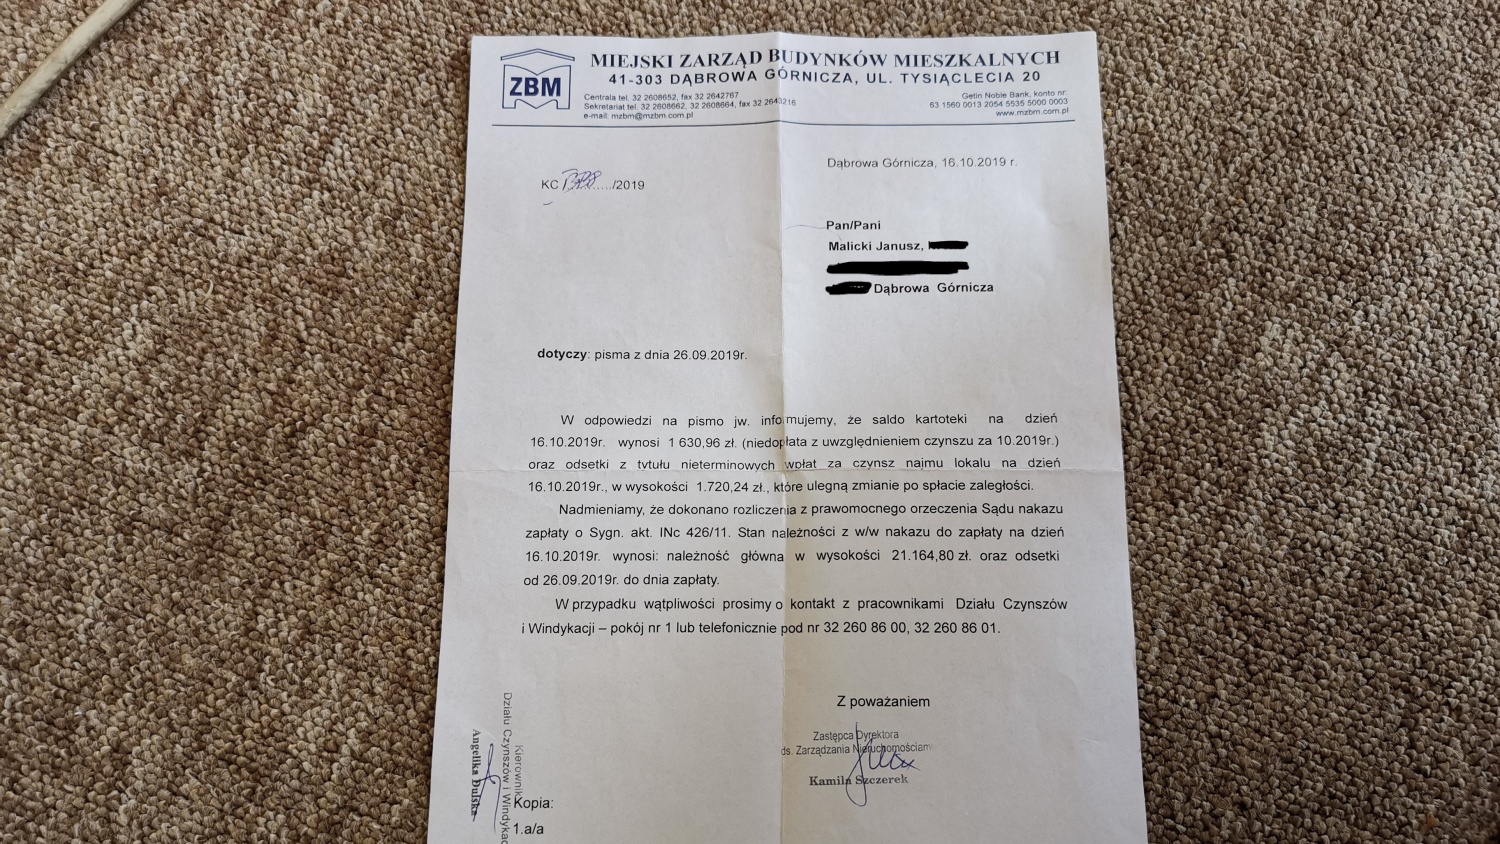 ZBM
MIEJSKI ZARZĄD BUDYNKÓW MIESZKALNYCH
41-303 DĄBROWA GÓRNICZA, UL. TYSIĄCLECIA 20
Centrala tel. 32 2608652, fax 32 2642767
Sekretariat tel. 32 2608662, 32 2608664, fax 32 2643216
e-mail: mzbm@mzbm.com.pl
Getin Noble Bank, konto nr:
63 1560 0013 2054 5535 5000 0003
www.mzbm.com.pl
Dąbrowa Górnicza, 16.10.2019 r.
KC /...../2019
Pan/Pani
Malicki Janusz,
Dąbrowa Górnicza
dotyczy: pisma z dnia 26.09.2019r.
W odpowiedzi na pismo jw. informujemy, że saldo kartoteki na dzień
16.10.2019r. wynosi 1 630,96 zł. (niedopłata z uwzględnieniem czynszu za 10.2019r.)
oraz odsetki z tytułu nieterminowych wpłat za czynsz najmu lokalu na dzień
16.10.2019r., w wysokości 1.720,24 zł., które ulegną zmianie po spłacie zaległości.
Nadmieniamy, że dokonano rozliczenia z prawomocnego orzeczenia Sądu nakazu
zapłaty o Sygn. akt. INc 426/11. Stan należności z w/w nakazu do zapłaty na dzień
16.10.2019r. wynosi: należność główna w wysokości 21.164,80 zł. oraz odsetki
od 26.09.2019r. do dnia zapłaty.
W przypadku wątpliwości prosimy o kontakt z pracownikami Działu Czynszów
i Windykacji – pokój nr 1 lub telefonicznie pod nr 32 260 86 00, 32 260 86 01.
Z poważaniem
Zastępca Dyrektora
ds. Zarządzania Nieruchomościami
Kamila Szczerek
Kierownik
Działu Czynszów i Windykac
Angelika Dulska
Kopia:
1.a/a